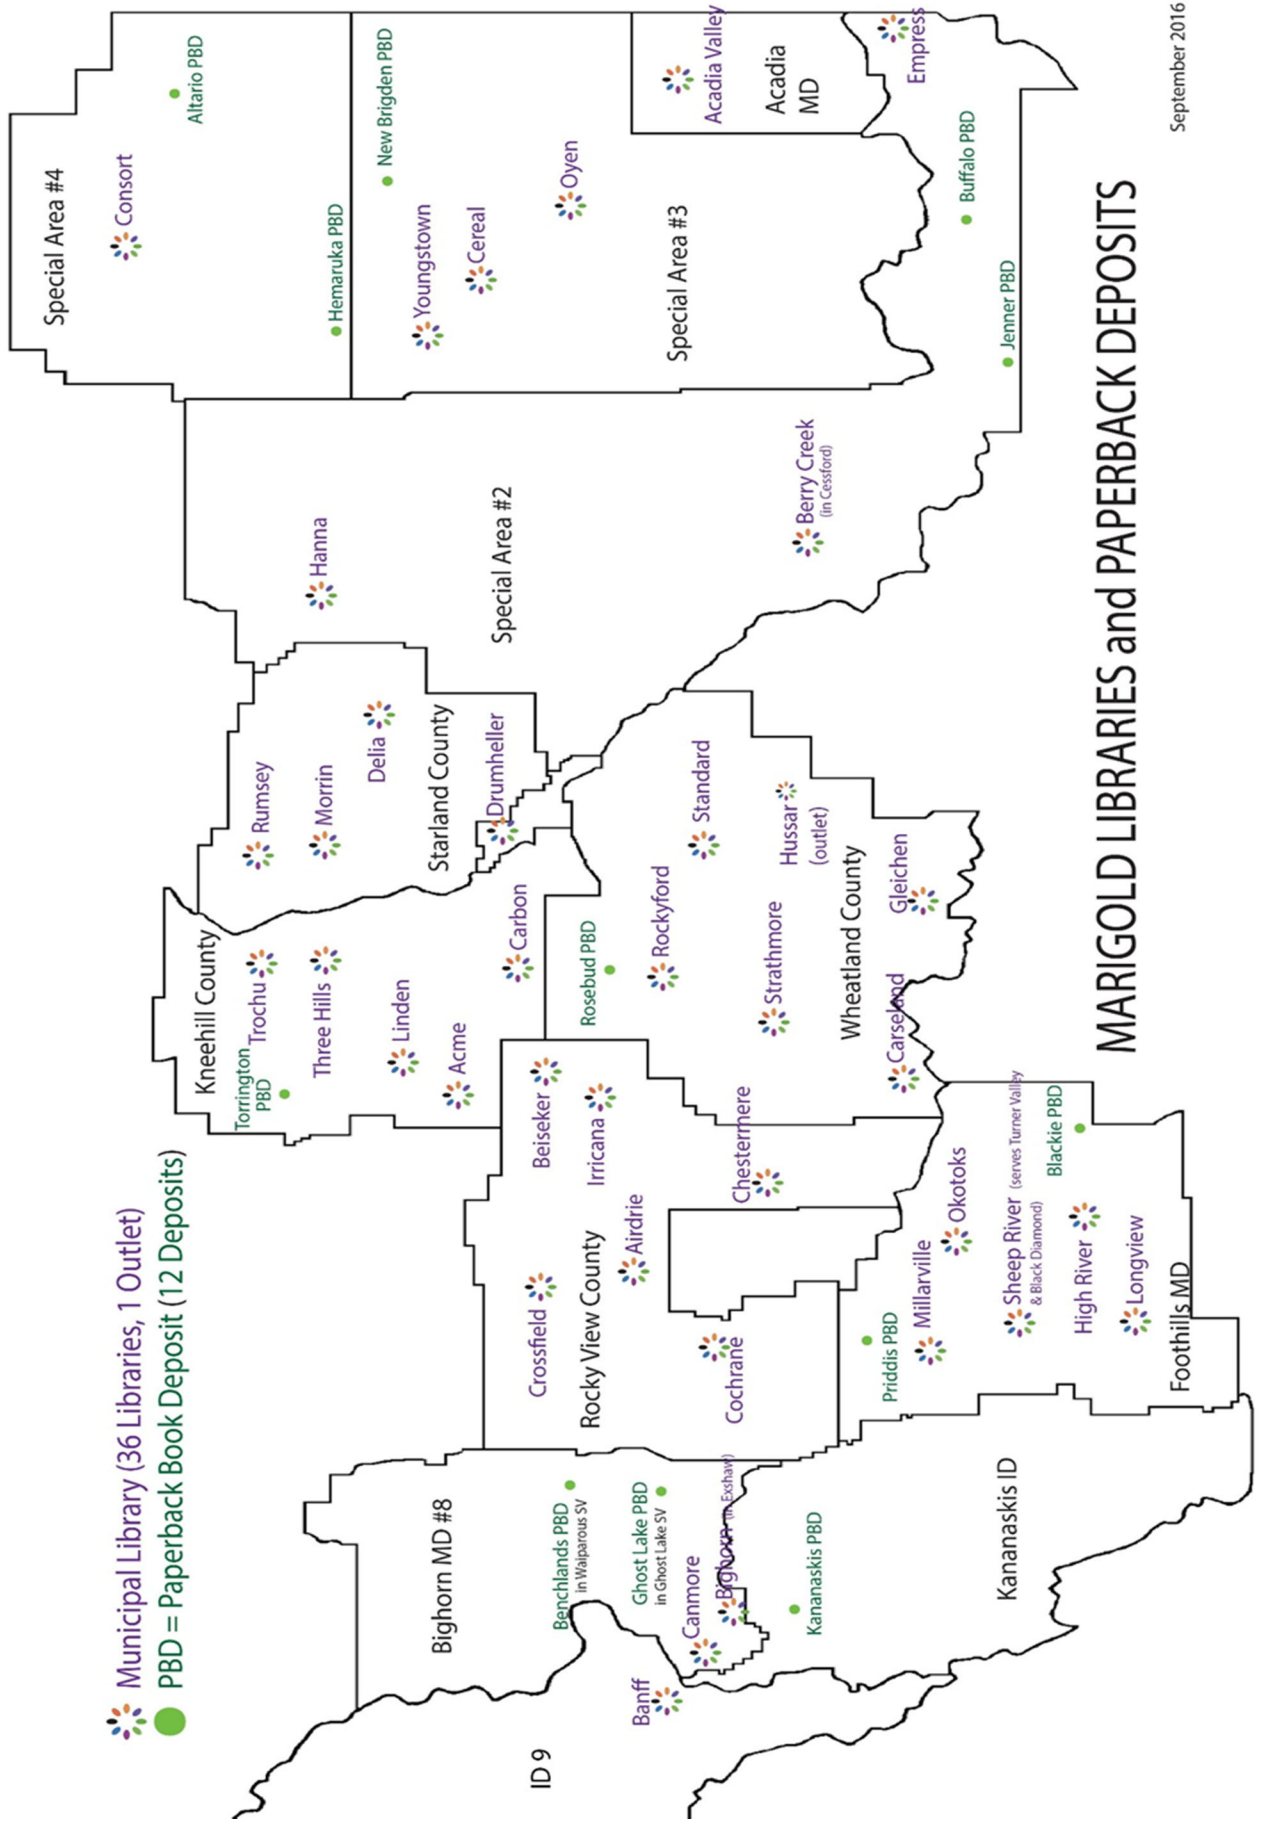 Municipal Library (36 Libraries, 1 Outlet)
PBD = Paperback Book Deposit (12 Deposits)
ID 9
Banff
Bighorn MD #8
Benchlands PBD
in Waiparous SV
Ghost Lake PBD
in Ghost Lake SV
Canmore
Bighorn (in Exshaw)
Kananaskis PBD
Kananaskis ID
Crossfield
Rocky View County
Airdrie
Cochrane
Beiseker
Irricana
Chestermere
Priddis PBD
Millarville
Okotoks
Sheep River (serves Turner Valley
& Black Diamond)
High River
Longview
Blackie PBD
Foothills MD
Kneehill County
Torrington
PBD
Trochu
Three Hills
Linden
Acme
Carbon
Rumsey
Morrin
Delia
Starland County
Drumheller
Rosebud PBD
Rockyford
Standard
Strathmore
Hussar
(outlet)
Wheatland County
Gleichen
Carseland
Hanna
Special Area #2
Berry Creek
(in Cessford)
Special Area #4
Consort
Altario PBD
Hemaruka PBD
New Brigden PBD
Youngstown
Cereal
Oyen
Special Area #3
Acadia Valley
Acadia
MD
Empress
Buffalo PBD
Jenner PBD
MARIGOLD LIBRARIES and PAPERBACK DEPOSITS
September 2016